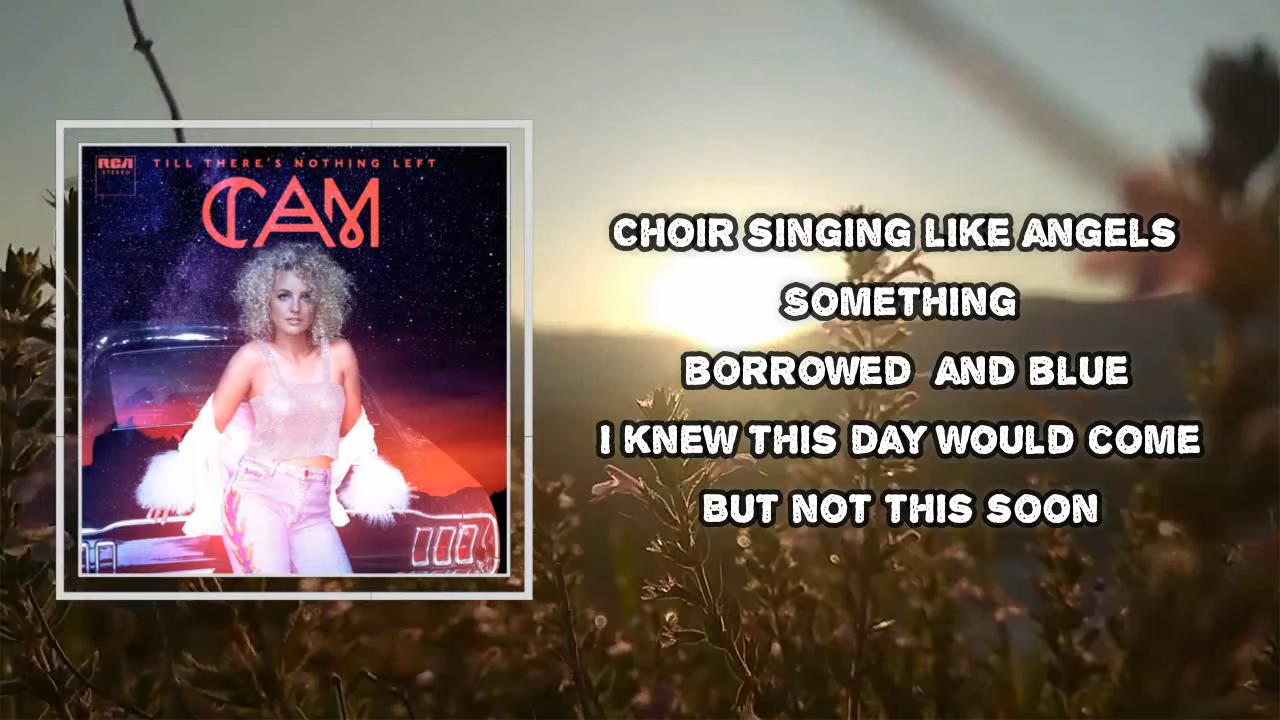 RCA
STEREO
TILL THERE'S NOTHING LEFT
CAM
CHOIR SINGING LIKE ANGELS
SOMETHING
BORROWED AND BLUE
I KNEW THIS DAY WOULD COME
BUT NOT THIS SOON